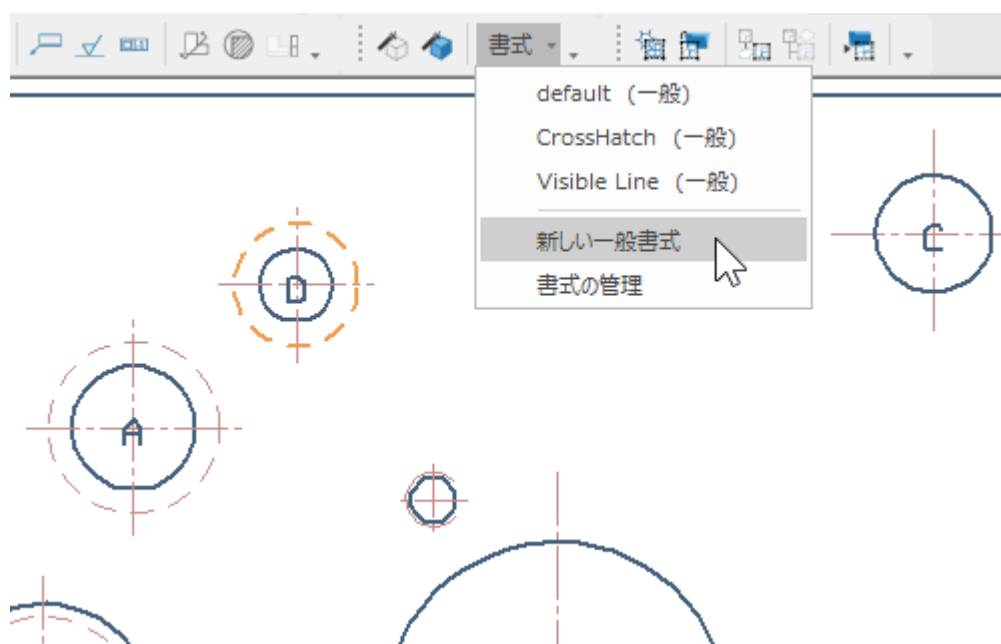 書式
default (一般)
CrossHatch (一般)
Visible Line (一般)
新しい一般書式
書式の管理
C
D
A